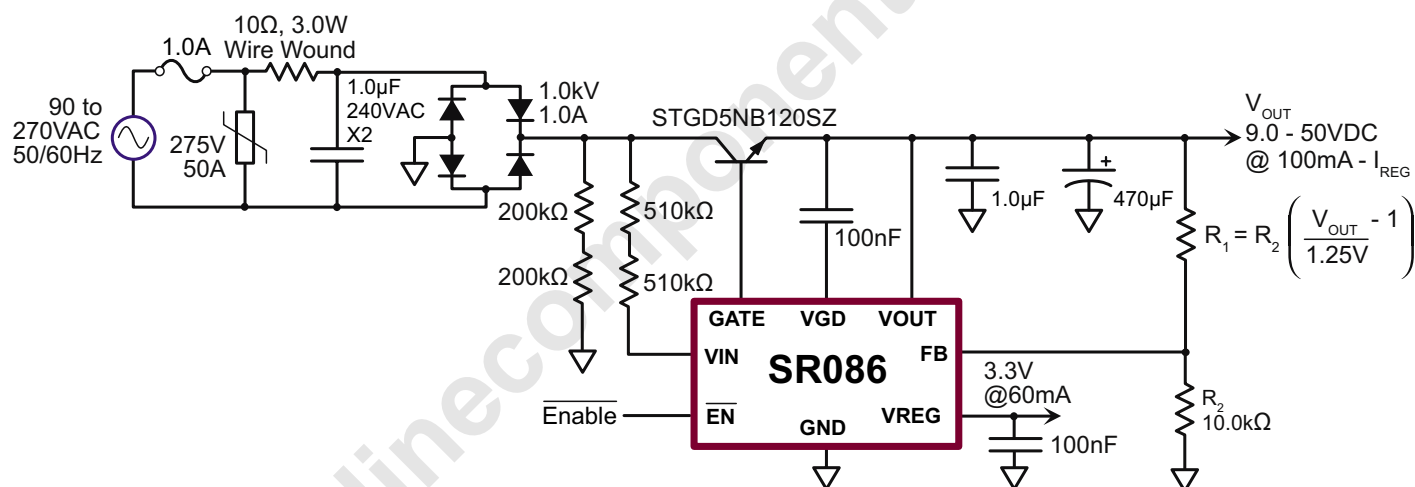 10Ω, 3.0W
Wire Wound
1.0A
90 to
270VAC
50/60Hz
275V
50A
1.0µF
240VAC
X2
1.0kV
1.0A
STGD5NB120SZ
V_OUT
9.0 - 50VDC
@ 100mA - I_REG
200kΩ
510kΩ
100nF
1.0µF
+
470µF
R_1 = R_2 ( V_OUT / 1.25V - 1 )
200kΩ
510kΩ
GATE
VGD
VOUT
VIN
SR086
FB
3.3V
@60mA
Enable
EN
GND
VREG
100nF
R_2
10.0kΩ
linecomponent